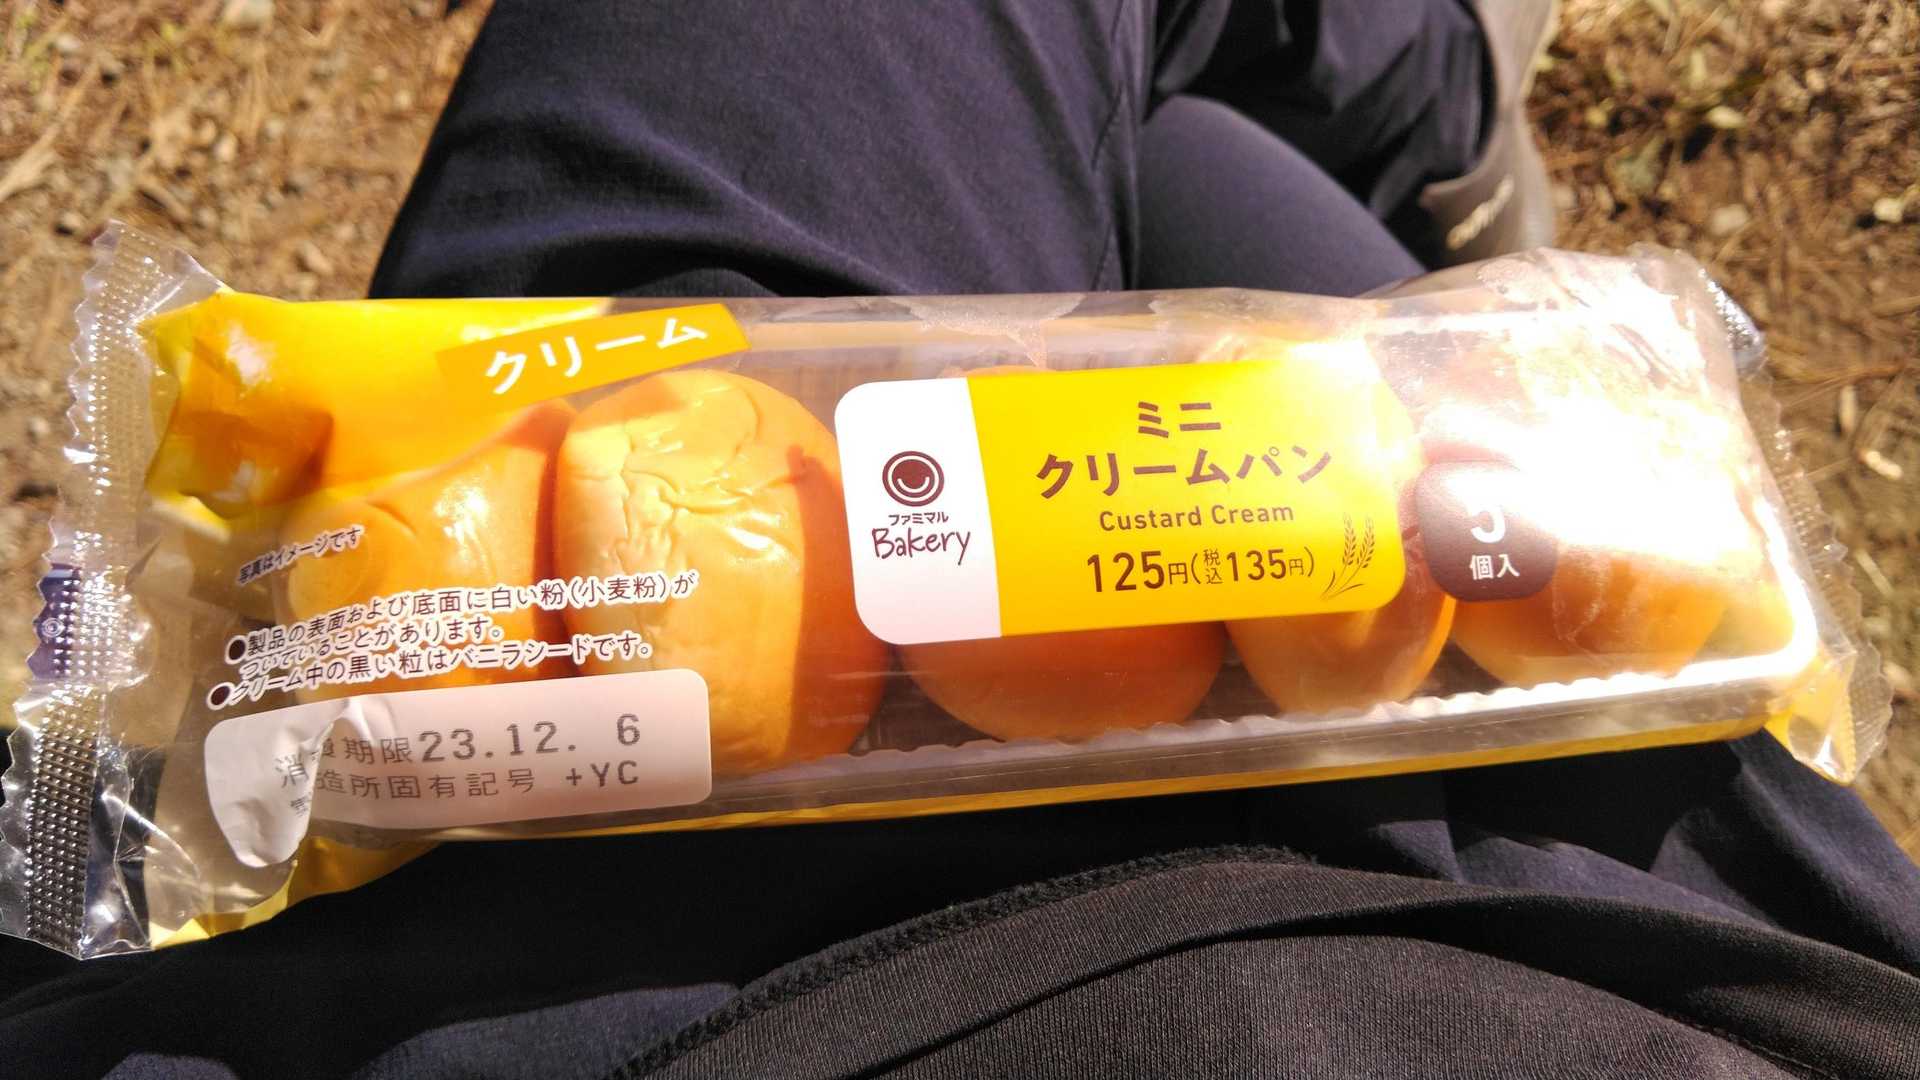 クリーム
ミニ
クリームパン
Custard Cream
125円(税込135円)
ファミマル
Bakery
5
個入
写真はイメージです
●製品の表面および底面に白い粉(小麦粉)が
ついていることがあります。
●クリーム中の黒い粒はバニラシードです。
消費期限23.12. 6
造所固有記号 +YC